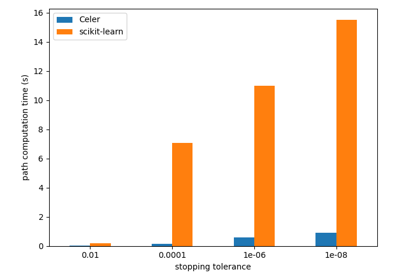 Celer
scikit-learn
path computation time (s)
16
14
12
10
8
6
4
2
0
0.01
0.0001
1e-06
1e-08
stopping tolerance